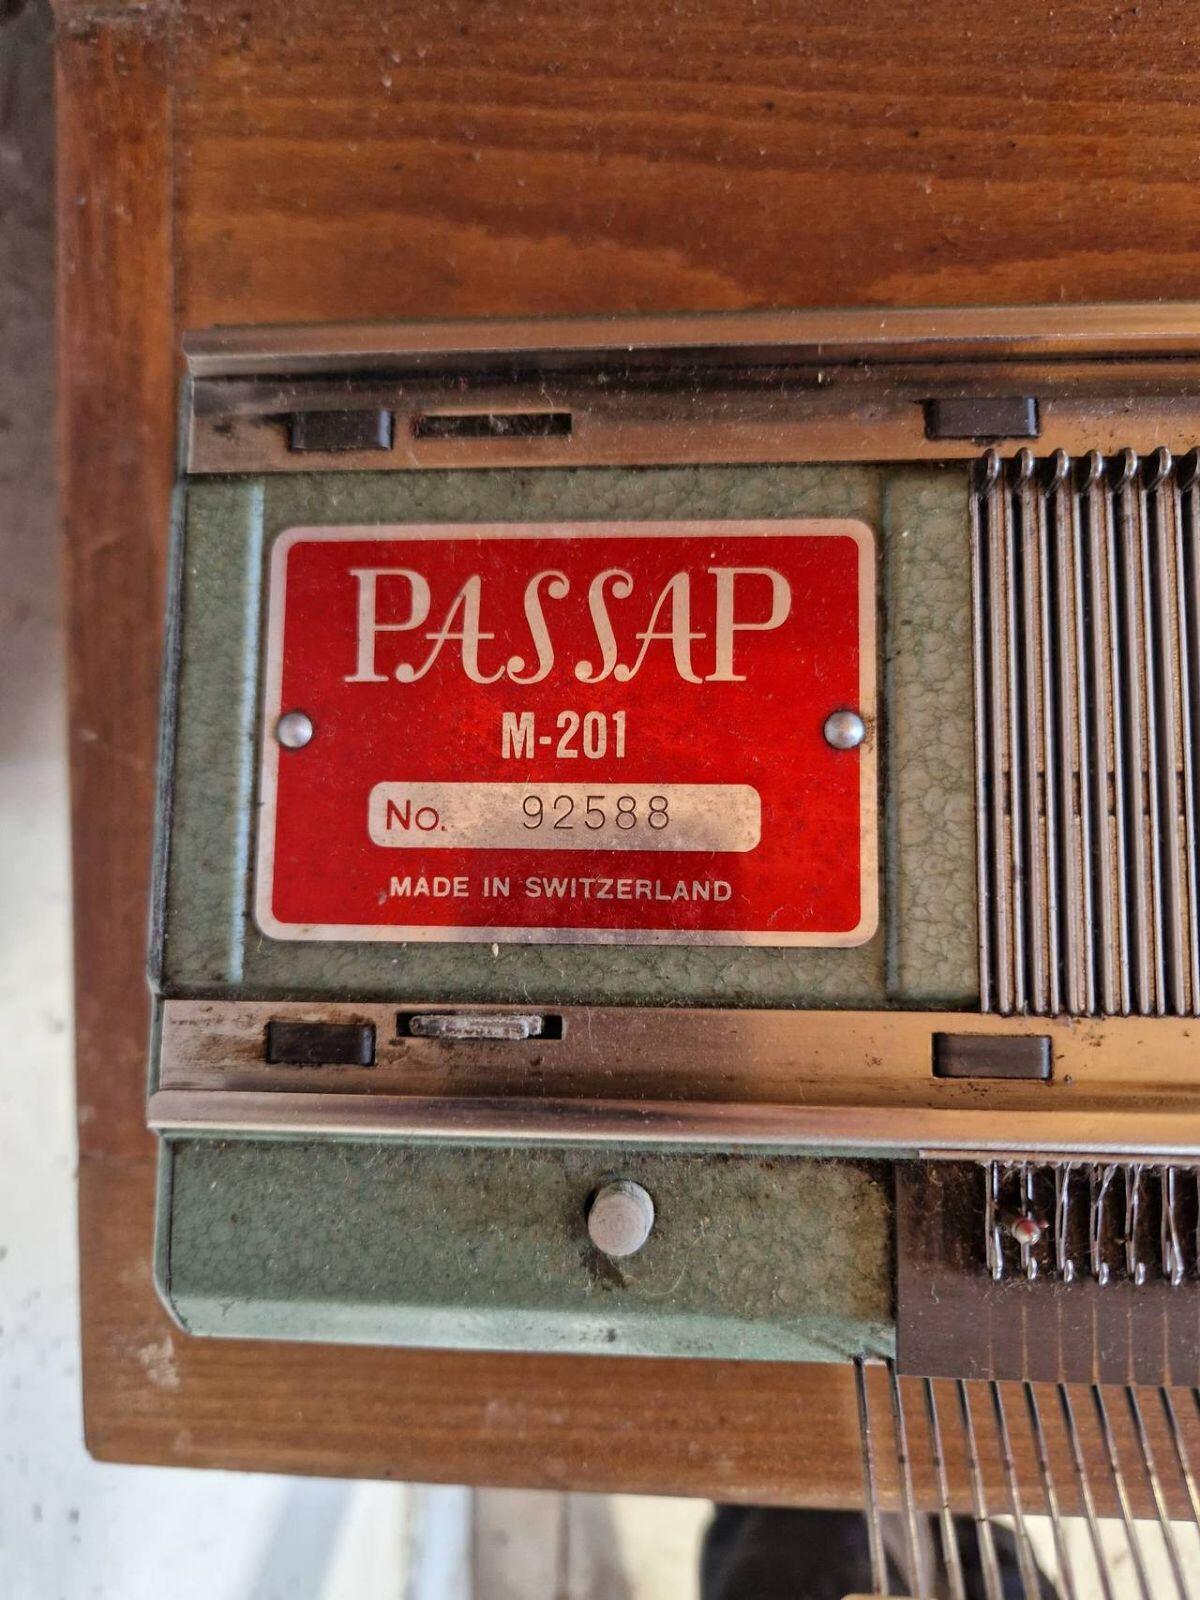 PASSAP
M-201
No. 92588
MADE IN SWITZERLAND